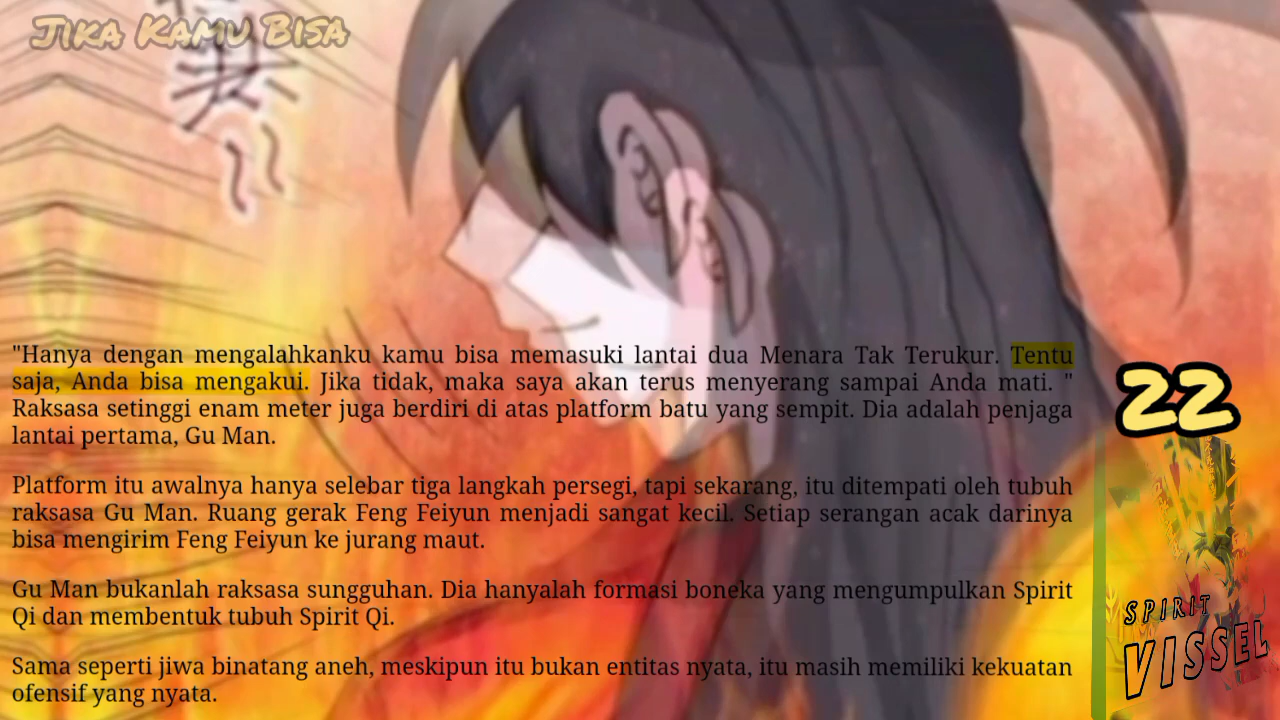 Jika Kamu Bisa
"Hanya dengan mengalahkanku kamu bisa memasuki lantai dua Menara Tak Terukur. Tentu
saja, Anda bisa mengakui. Jika tidak, maka saya akan terus menyerang sampai Anda mati. "
Raksasa setinggi enam meter juga berdiri di atas platform batu yang sempit. Dia adalah penjaga
lantai pertama, Gu Man.
Platform itu awalnya hanya selebar tiga langkah persegi, tapi sekarang, itu ditempati oleh tubuh
raksasa Gu Man. Ruang gerak Feng Feiyun menjadi sangat kecil. Setiap serangan acak darinya
bisa mengirim Feng Feiyun ke jurang maut.
Gu Man bukanlah raksasa sungguhan. Dia hanyalah formasi boneka yang mengumpulkan Spirit
Qi dan membentuk tubuh Spirit Qi.
Sama seperti jiwa binatang aneh, meskipun itu bukan entitas nyata, itu masih memiliki kekuatan
ofensif yang nyata.
22
SPIRIT
VISSEL